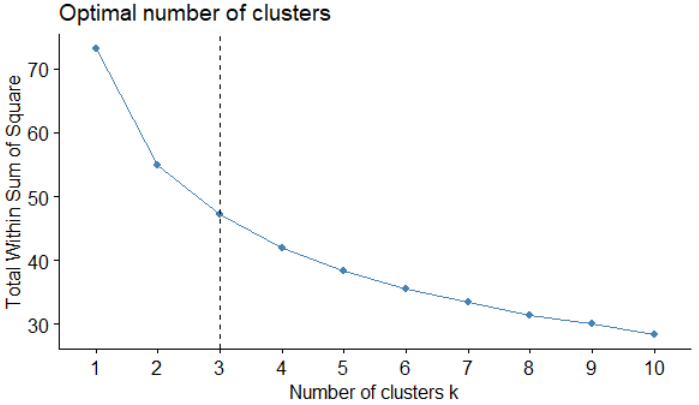 Optimal number of clusters
Total Within Sum of Square
70
60
50
40
30
1 2 3 4 5 6 7 8 9 10
Number of clusters k